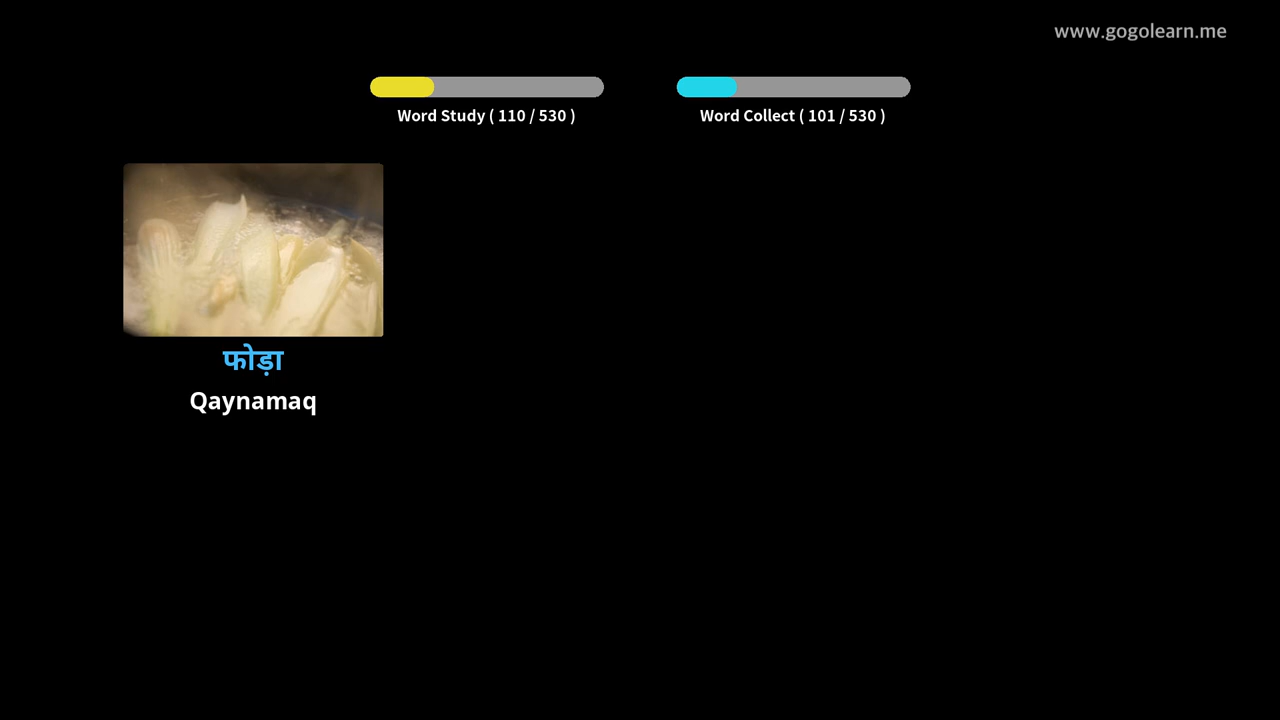 www.gogolearn.me
Word Study ( 110 / 530 )
Word Collect ( 101 / 530 )
फोड़ा
Qaynamaq